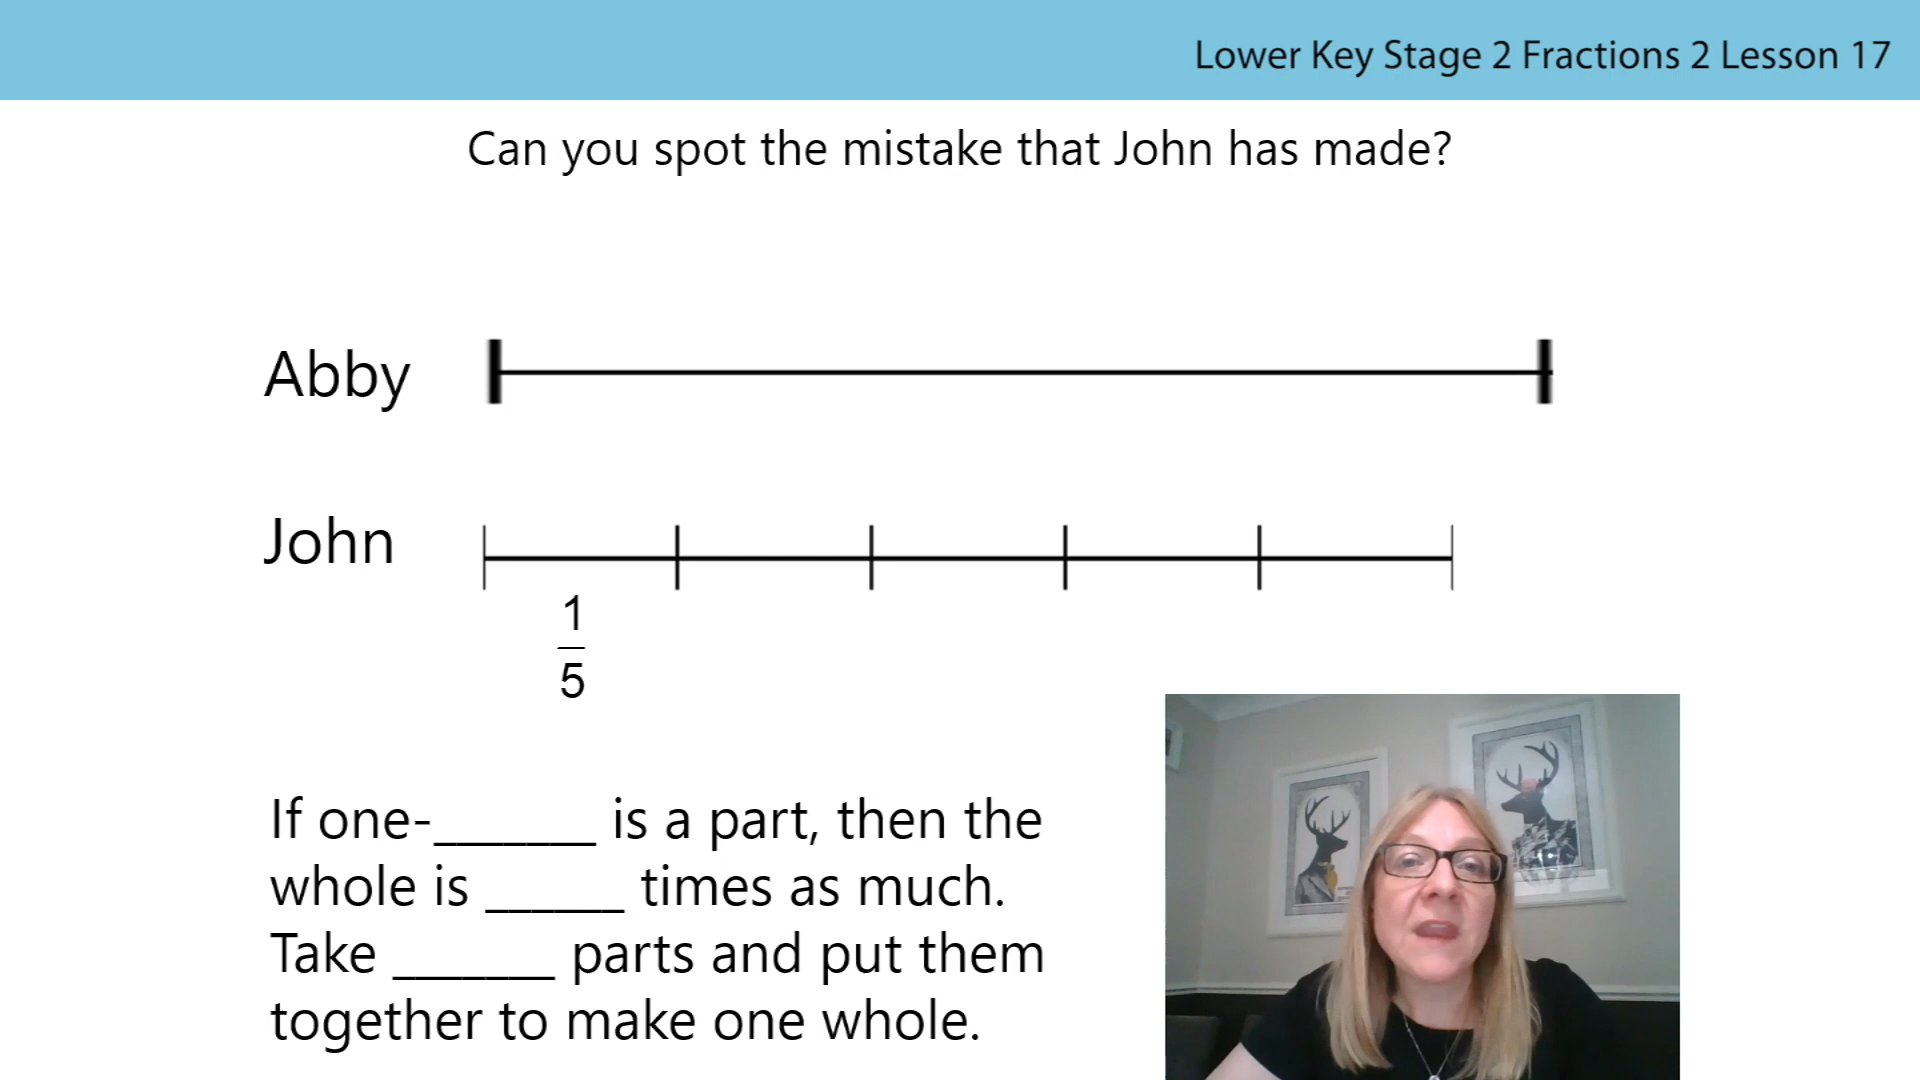 Lower Key Stage 2 Fractions 2 Lesson 17
Can you spot the mistake that John has made?
Abby
John
1
5
If one-______ is a part, then the
whole is _____ times as much.
Take ______ parts and put them
together to make one whole.